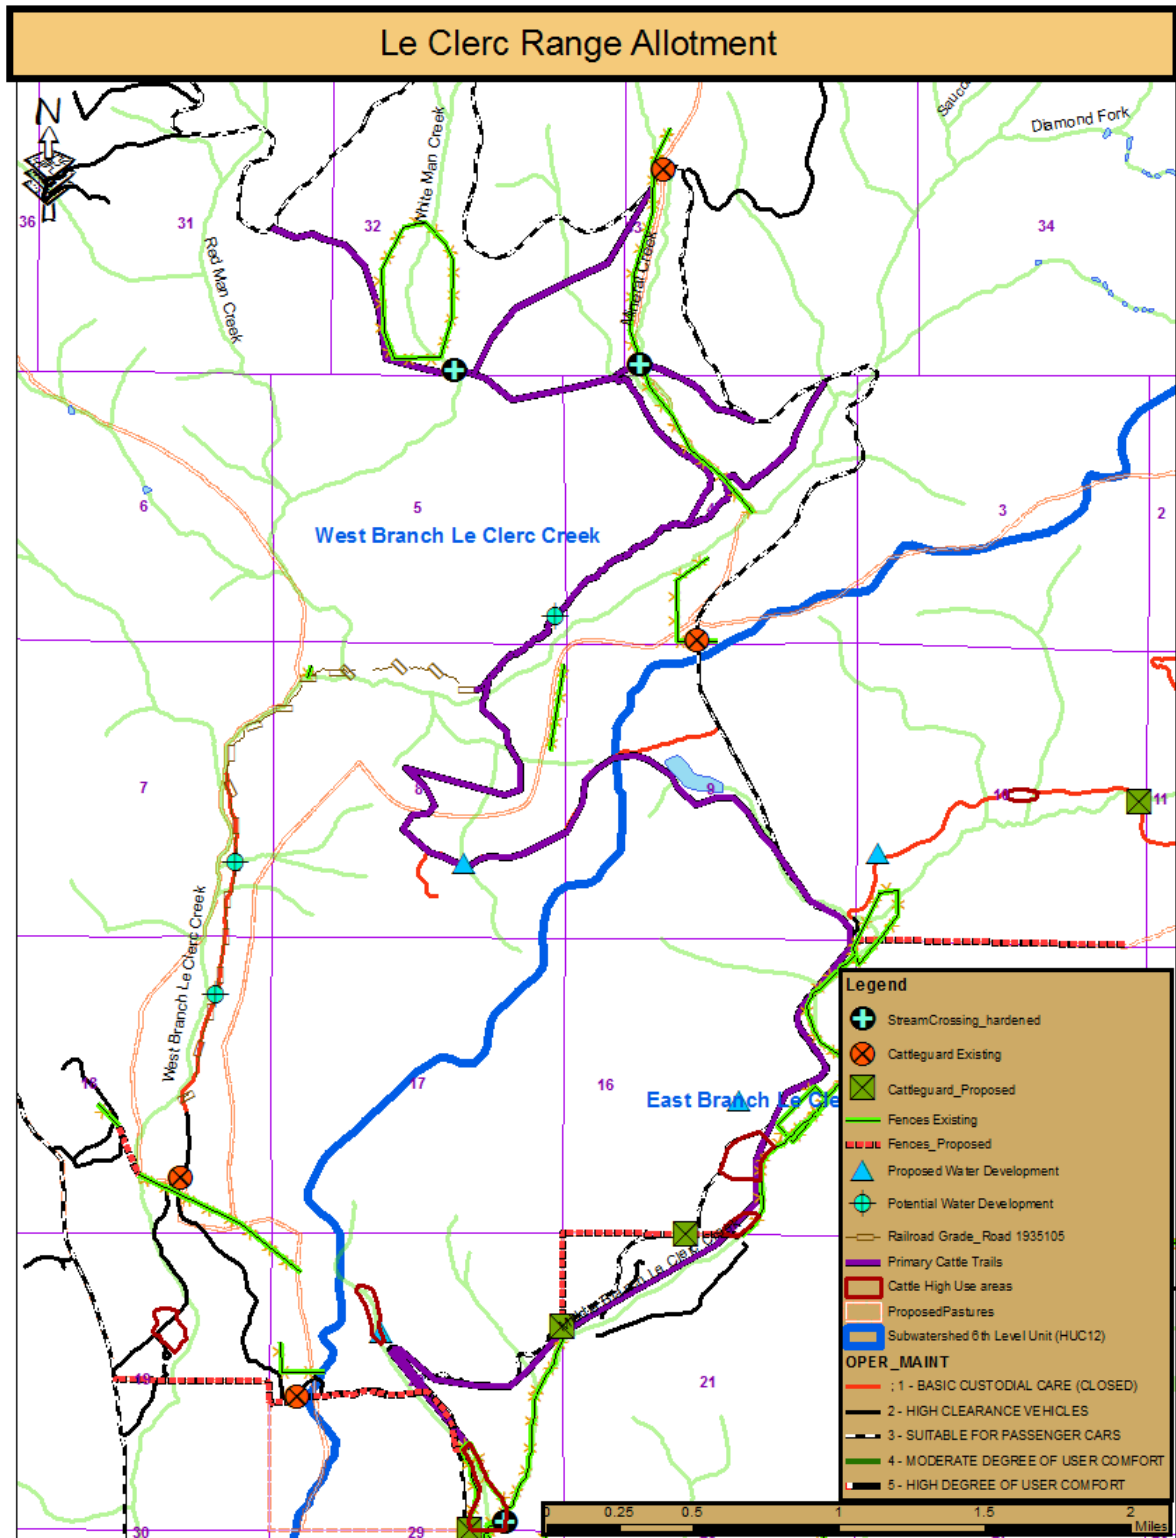 Le Clerc Range Allotment
N
Diamond Fork
White Man Creek
36
31
32
34
Red Man Creek
Mineral Creek
6
5
4
3
2
West Branch Le Clerc Creek
7
8
9
10
11
West Branch Le Clerc Creek
18
17
16
East Branch Le Cle
Le Clerc
19
21
30
29
Legend
StreamCrossing_hardened
Cattleguard Existing
Cattleguard_Proposed
Fences Existing
Fences_Proposed
Proposed Water Development
Potential Water Development
Railroad Grade_Road 1935105
Primary Cattle Trails
Cattle High Use areas
ProposedPastures
Subwatershed 6th Level Unit (HUC12)
OPER_MAINT
; 1 - BASIC CUSTODIAL CARE (CLOSED)
2 - HIGH CLEARANCE VEHICLES
3 - SUITABLE FOR PASSENGER CARS
4 - MODERATE DEGREE OF USER COMFORT
5 - HIGH DEGREE OF USER COMFORT
0 0.25 0.5 1 1.5 2
Miles